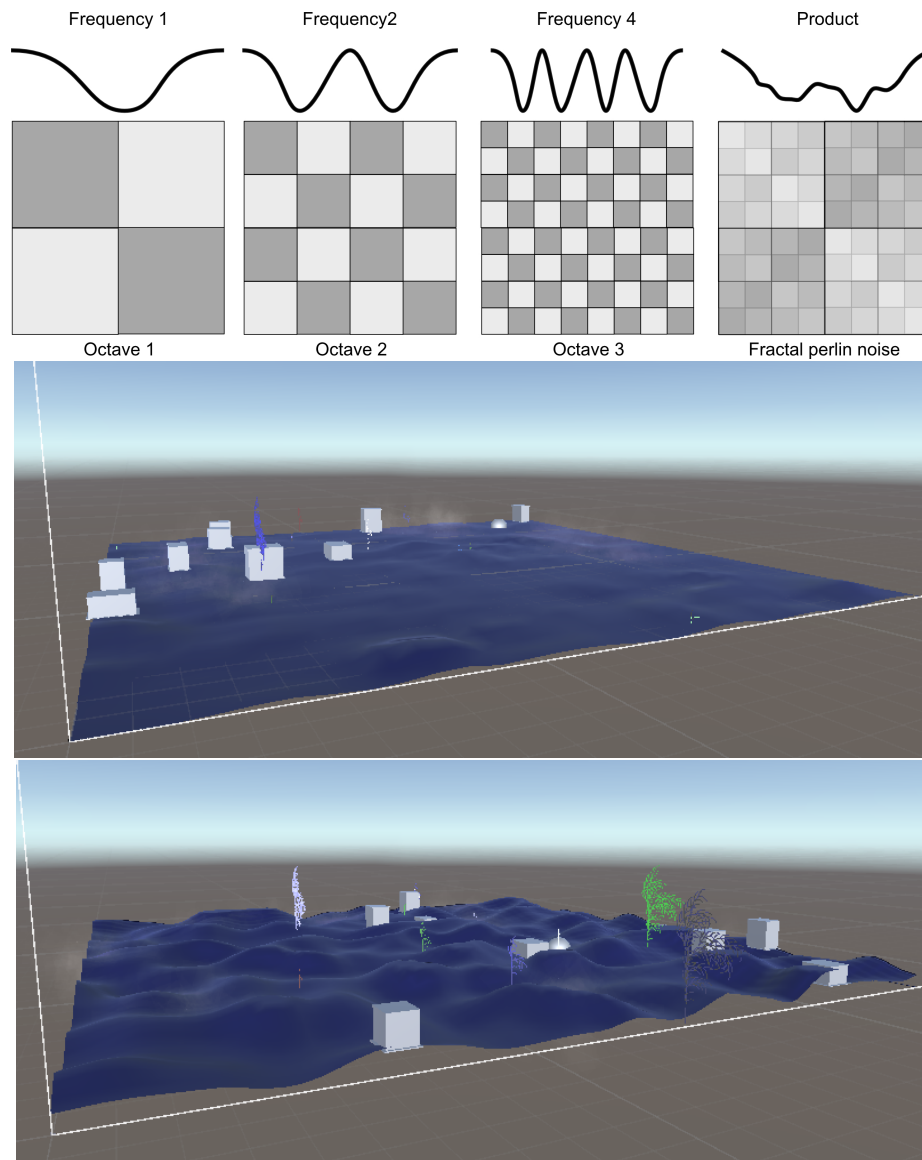 Frequency 1
Frequency2
Frequency 4
Product
Octave 1
Octave 2
Octave 3
Fractal perlin noise